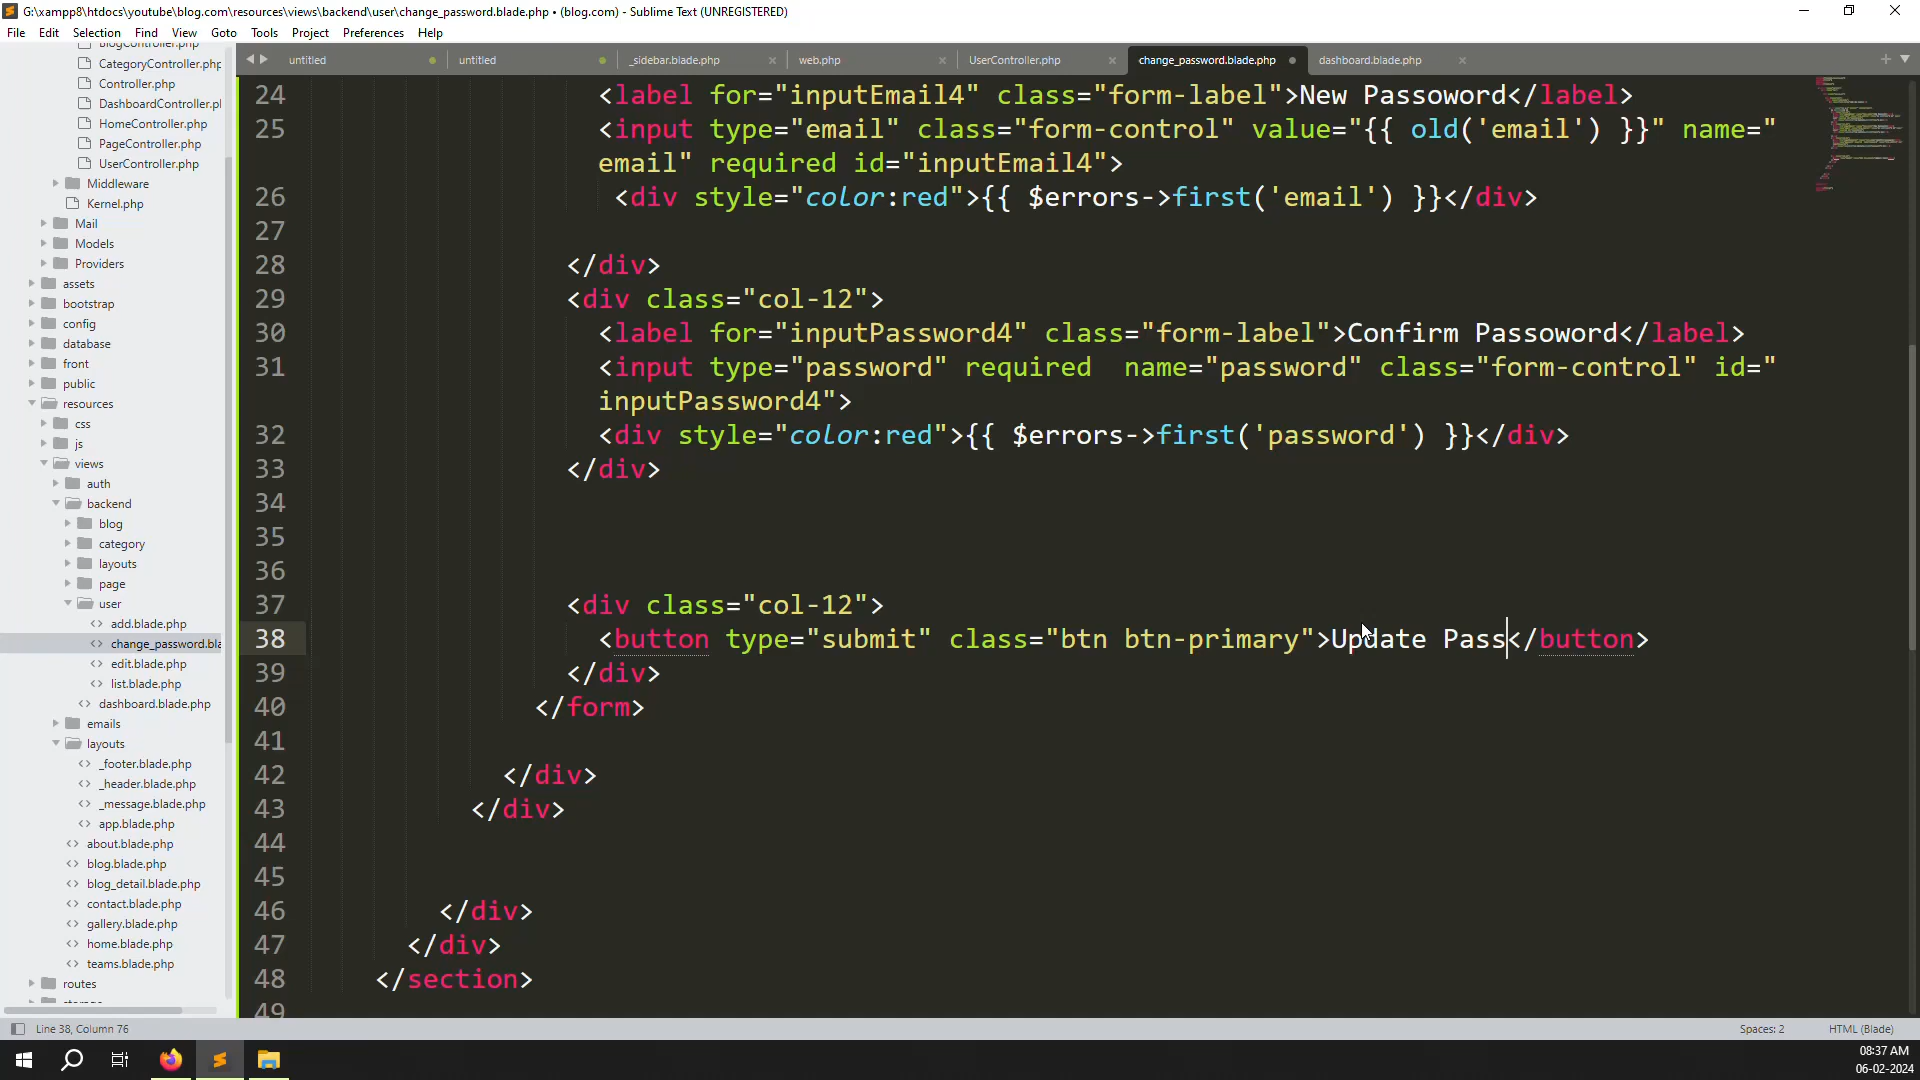 G:\xampp8\htdocs\youtube\blog.com\resources\views\backend\user\change_password.blade.php • (blog.com) - Sublime Text (UNREGISTERED)
File Edit Selection Find View Goto Tools Project Preferences Help
untitled untitled _sidebar.blade.php web.php UserController.php change_password.blade.php dashboard.blade.php
BlogController.php
CategoryController.php
Controller.php
DashboardController.pl
HomeController.php
PageController.php
UserController.php
Middleware
Kernel.php
Mail
Models
Providers
assets
bootstrap
config
database
front
public
resources
css
js
views
auth
backend
blog
category
layouts
page
user
add.blade.php
change_password.bla
edit.blade.php
list.blade.php
dashboard.blade.php
emails
layouts
_footer.blade.php
_header.blade.php
_message.blade.php
app.blade.php
about.blade.php
blog.blade.php
blog_detail.blade.php
contact.blade.php
gallery.blade.php
home.blade.php
teams.blade.php
routes
24 <label for="inputEmail4" class="form-label">New Passoword</label>
25 <input type="email" class="form-control" value="{{ old('email') }}" name="
email" required id="inputEmail4">
26 <div style="color:red">{{ $errors->first('email') }}</div>
27
28 </div>
29 <div class="col-12">
30 <label for="inputPassword4" class="form-label">Confirm Passoword</label>
31 <input type="password" required  name="password" class="form-control" id="
inputPassword4">
32 <div style="color:red">{{ $errors->first('password') }}</div>
33 </div>
34
35
36
37 <div class="col-12">
38 <button type="submit" class="btn btn-primary">Update Pass</button>
39 </div>
40 </form>
41
42 </div>
43 </div>
44
45
46 </div>
47 </div>
48 </section>
49
Line 38, Column 76 Spaces: 2 HTML (Blade)
08:37 AM
06-02-2024